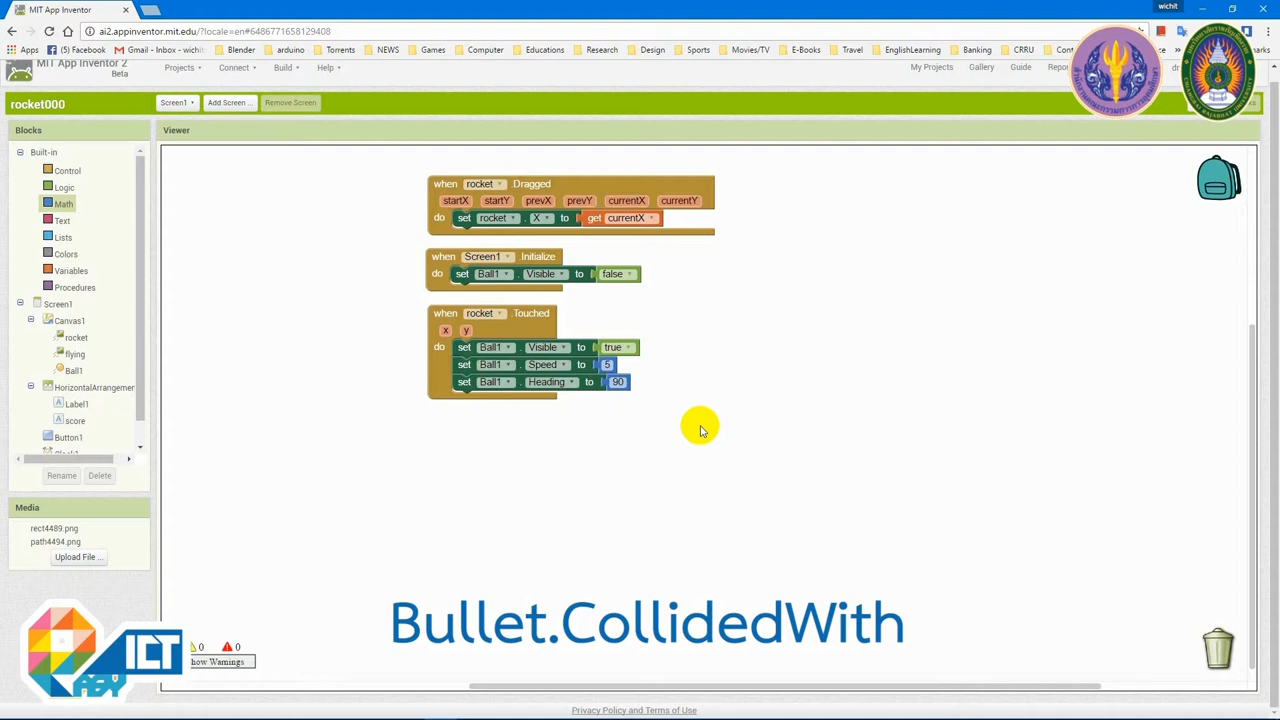 MIT App Inventor 2
wichit
ai2.appinventor.mit.edu/?locale=en#6486771658129408
Apps (5) Facebook Gmail - Inbox - wichit Blender arduino Torrents NEWS Games Computer Educations Research Design Sports Movies/TV E-Books Travel EnglishLearning Banking CRRU
MIT App Inventor 2
Beta
Projects Connect Build Help My Projects Gallery Guide
rocket000 Screen1 Add Screen ... Remove Screen
Blocks
Viewer
Built-in
Control
Logic
Math
Text
Lists
Colors
Variables
Procedures
Screen1
Canvas1
rocket
flying
Ball1
HorizontalArrangeme
Label1
score
Button1
Rename Delete
Media
rect4489.png
path4494.png
Upload File ...
when rocket .Dragged
startX startY prevX prevY currentX currentY
do set rocket . X to get currentX
when Screen1 .Initialize
do set Ball1 . Visible to false
when rocket .Touched
x y
do set Ball1 . Visible to true
set Ball1 . Speed to 5
set Ball1 . Heading to 90
Bullet.CollidedWith
0 0
how Warnings
ICT
Privacy Policy and Terms of Use